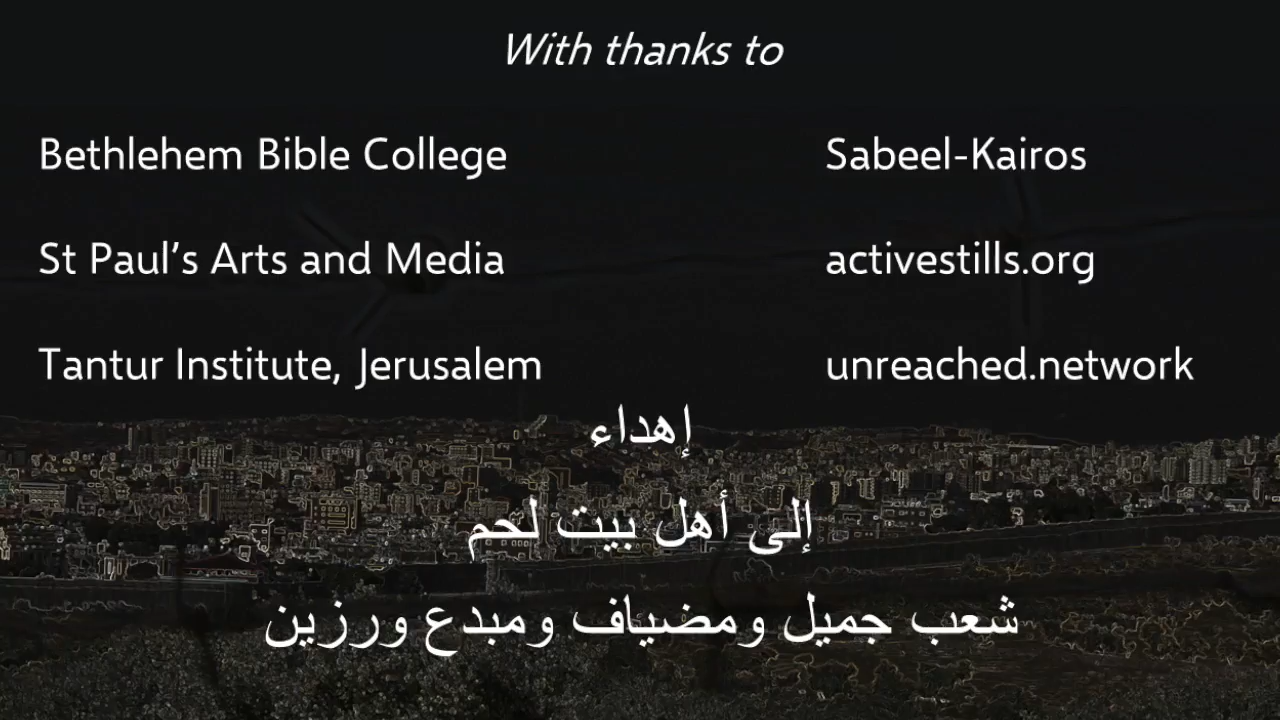 With thanks to
Bethlehem Bible College
Sabeel-Kairos
St Paul’s Arts and Media
activestills.org
Tantur Institute, Jerusalem
unreached.network
إهداء
إلى أهل بيت لحم
شعب جميل ومضياف ومبدع ورزين